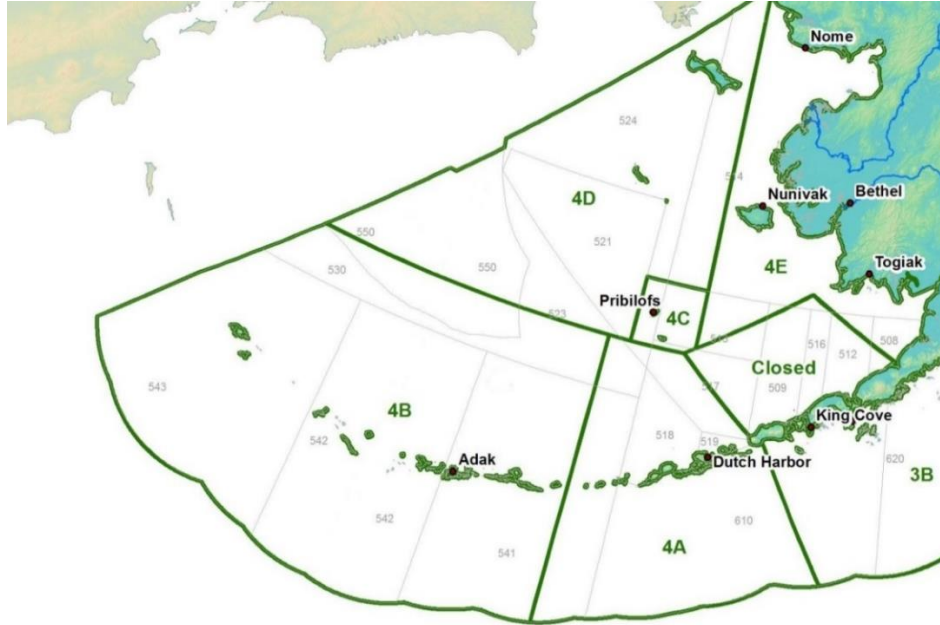 Nome
524
514
4D
Nunivak
Bethel
550
521
550
530
4E
Togiak
Pribilofs
523
4C
508
516
512
Closed
509
517
543
4B
542
518
519
King Cove
Adak
Dutch Harbor
620
3B
542
610
541
4A